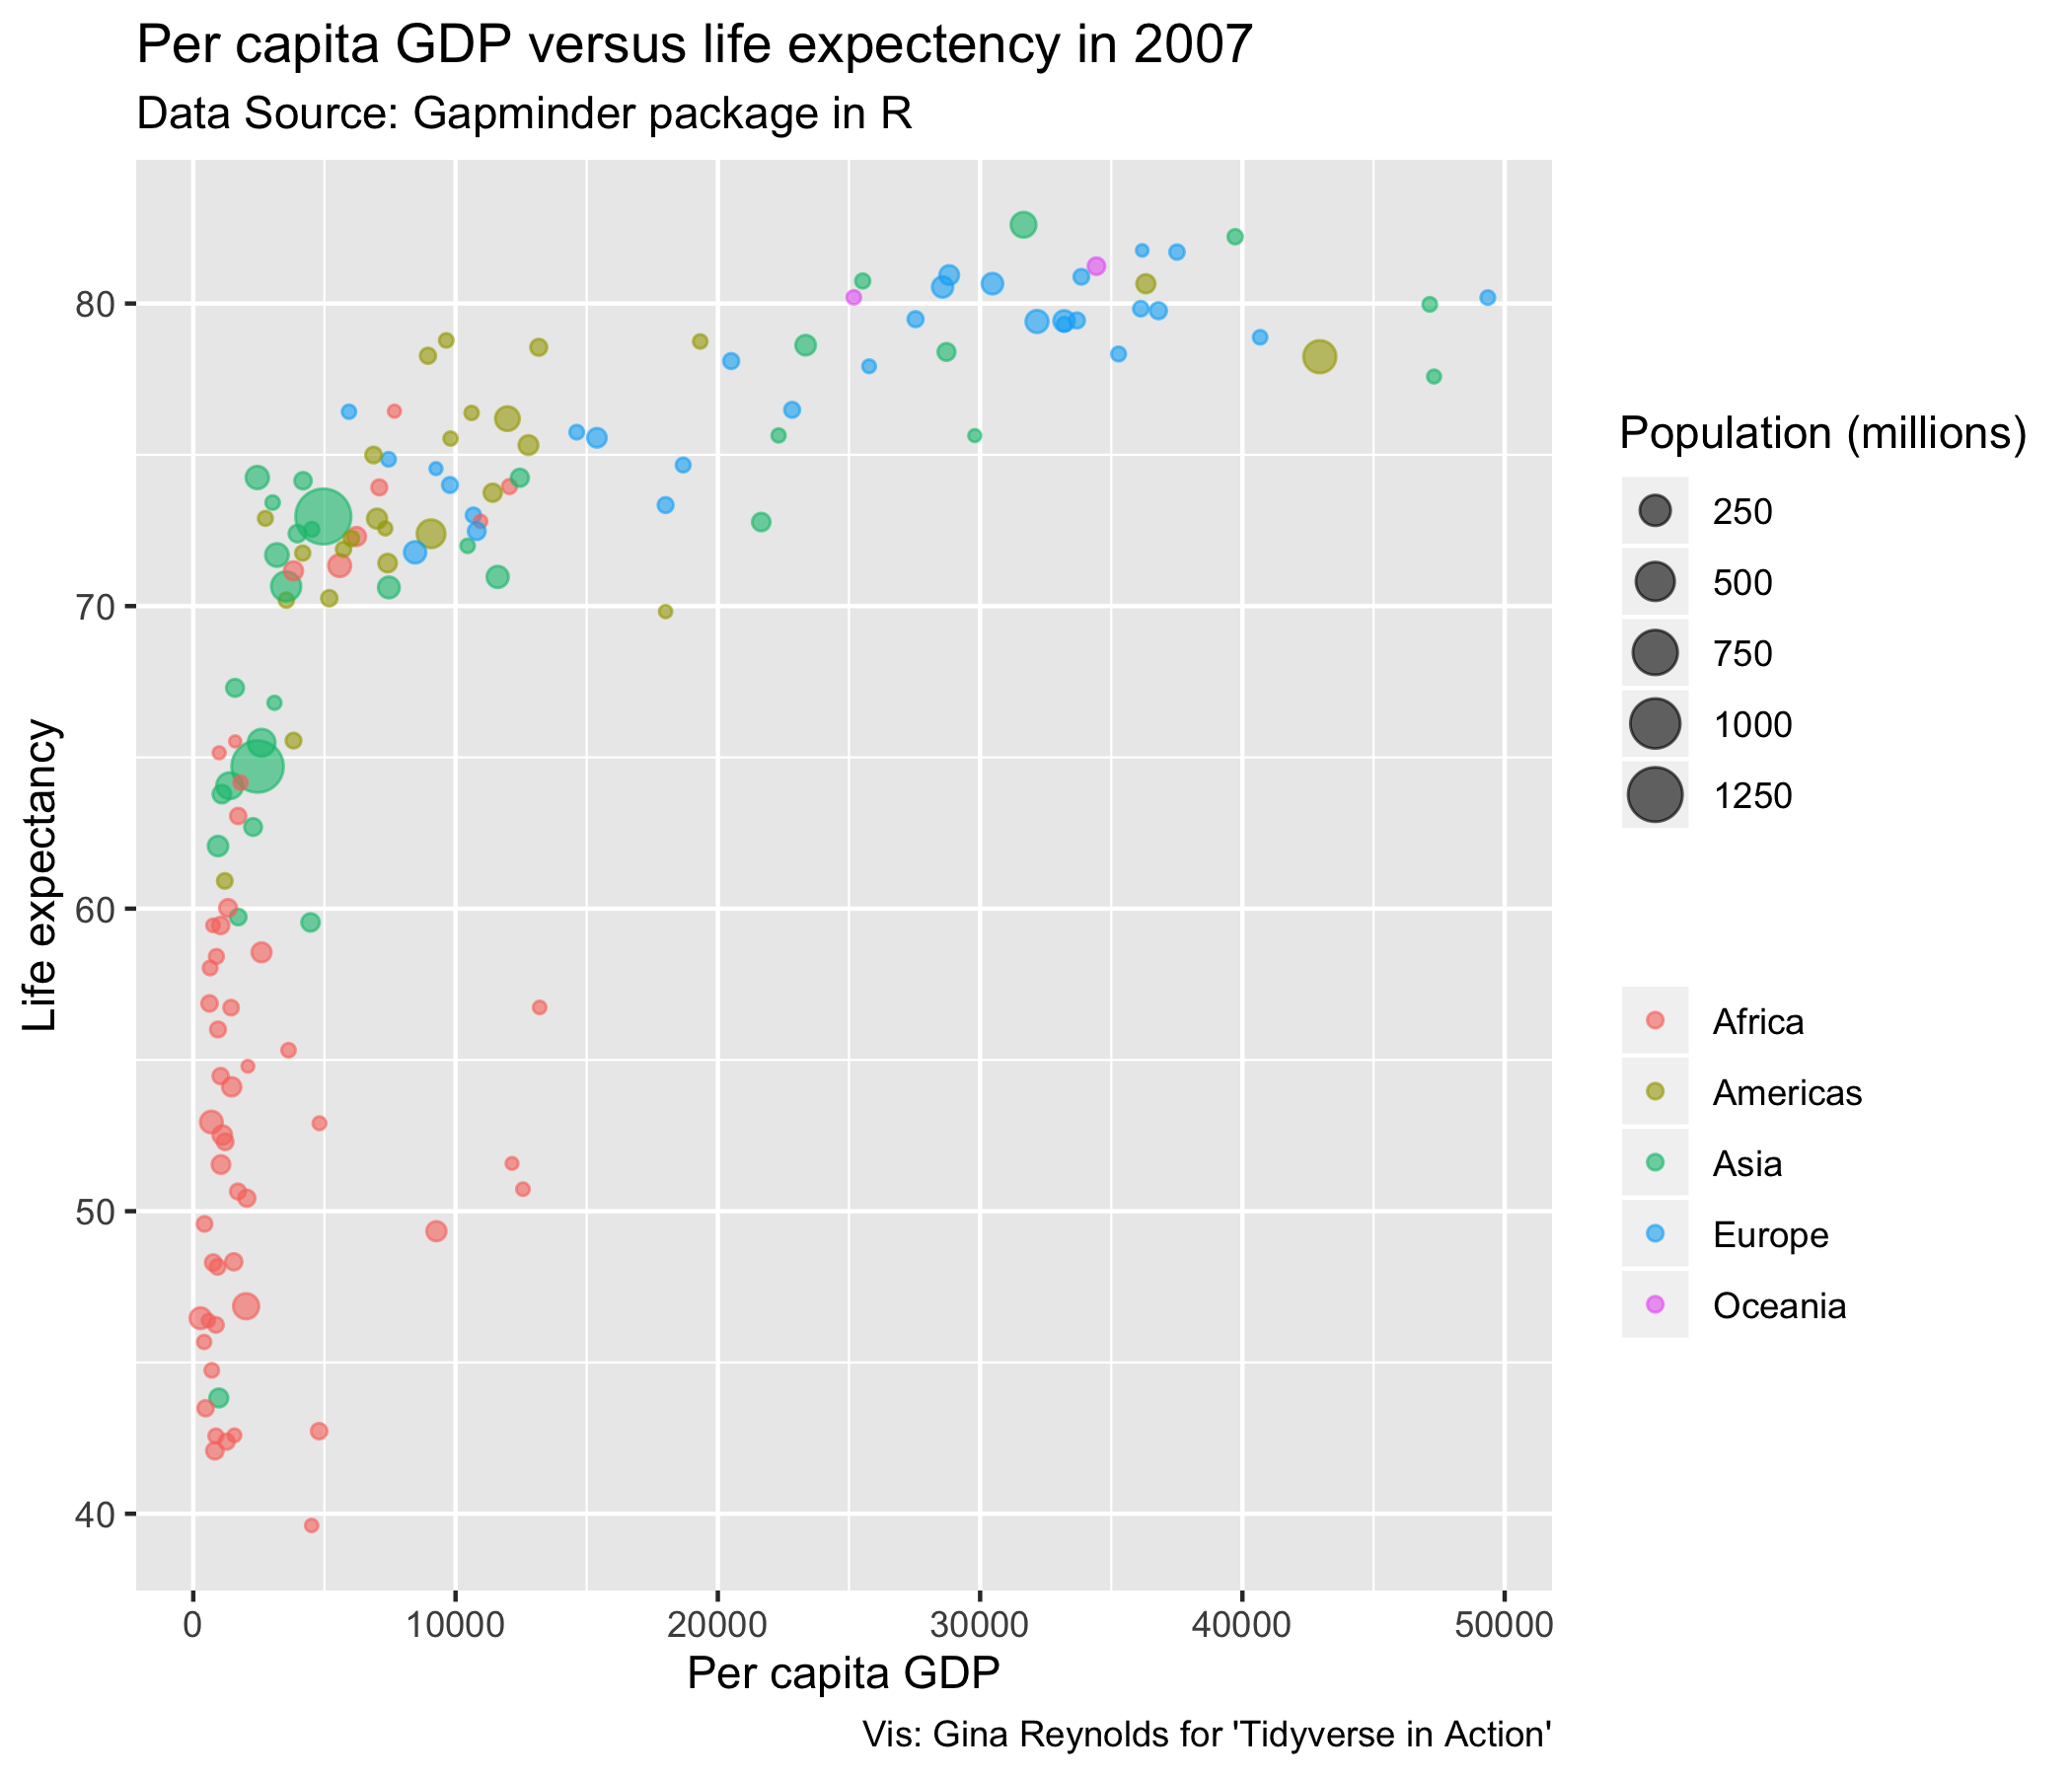 Per capita GDP versus life expectency in 2007
Data Source: Gapminder package in R
Life expectancy
80
70
60
50
40
0 10000 20000 30000 40000 50000
Per capita GDP
Vis: Gina Reynolds for 'Tidyverse in Action'
Population (millions)
250
500
750
1000
1250
Africa
Americas
Asia
Europe
Oceania